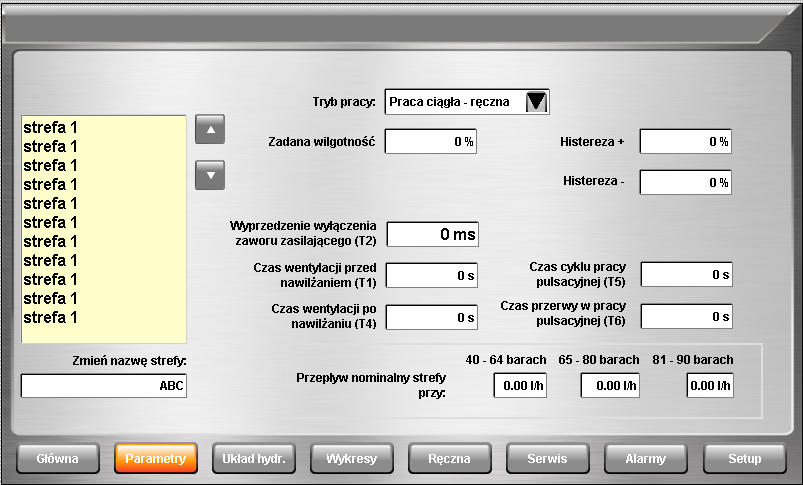 Tryb pracy: Praca ciągła - ręczna
strefa 1
strefa 1
strefa 1
strefa 1
strefa 1
strefa 1
strefa 1
strefa 1
strefa 1
strefa 1
strefa 1
Zadana wilgotność 0 %
Histereza + 0 %
Histereza - 0 %
Wyprzedzenie wyłączenia
zaworu zasilającego (T2) 0 ms
Czas wentylacji przed
nawilżaniem (T1) 0 s
Czas cyklu pracy
pulsacyjnej (T5) 0 s
Czas wentylacji po
nawilżaniu (T4) 0 s
Czas przerwy w pracy
pulsacyjnej (T6) 0 s
Zmień nazwę strefy:
ABC
40 - 64 barach 65 - 80 barach 81 - 90 barach
Przepływ nominalny strefy
przy: 0.00 l/h 0.00 l/h 0.00 l/h
Główna Parametry Układ hydr. Wykresy Ręczna Serwis Alarmy Setup